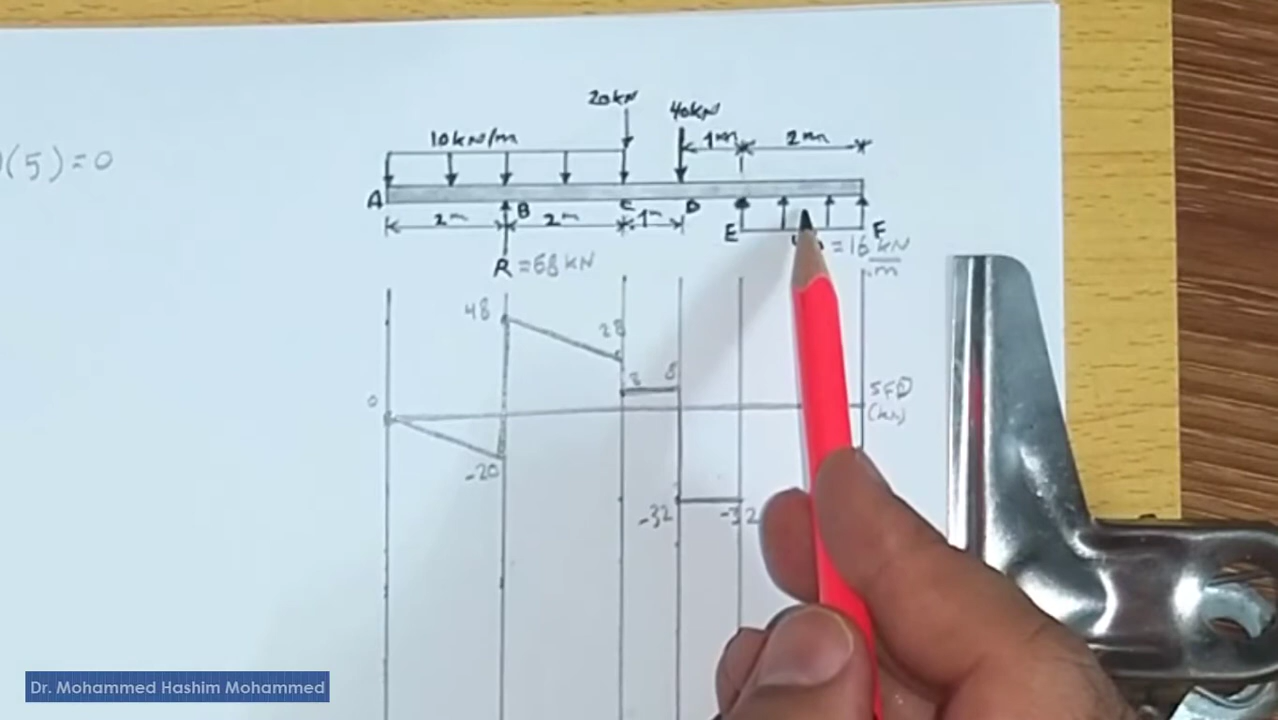 (5)=0
20kN
40kN
10kN/m
1m
2m
A
B
C
D
2m
2m
1m
E
F
R = 68 KN
= 16 kN/m
48
28
8
8
0
SFD
(kN)
-20
-32
-32
Dr. Mohammed Hashim Mohammed